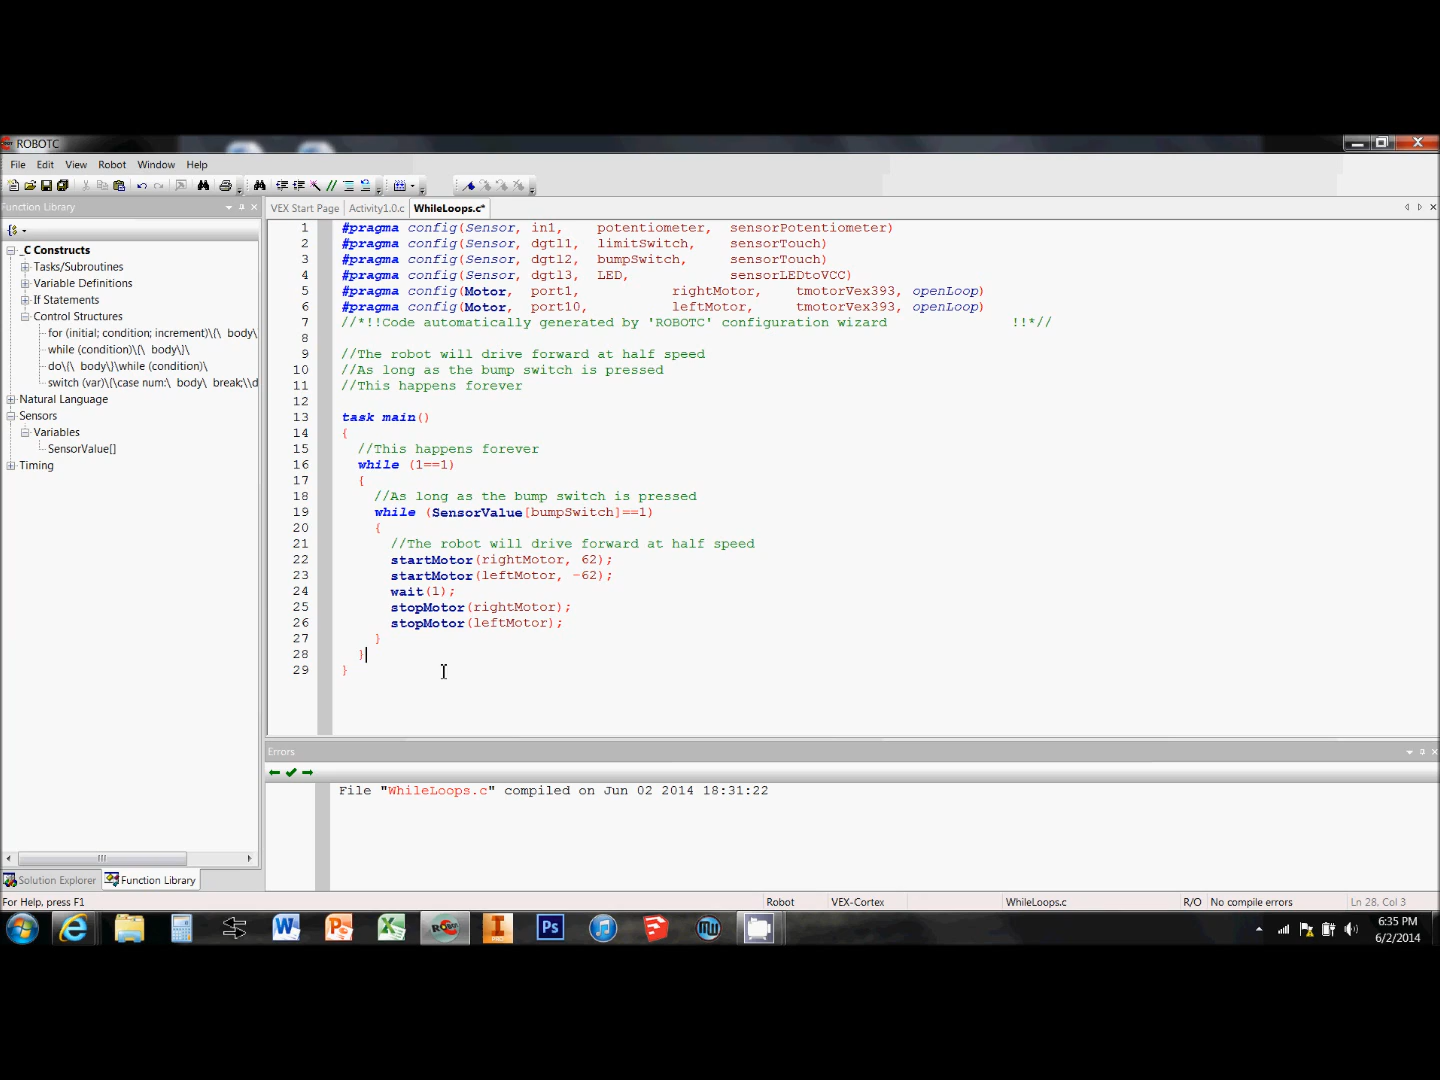 ROBOTC
File Edit View Robot Window Help
Function Library
VEX Start Page Activity1.0.c WhileLoops.c*
_C Constructs
Tasks/Subroutines
Variable Definitions
If Statements
Control Structures
for (initial; condition; increment)\{\ body\
while (condition)\{\ body\}\
do\{\ body\}\while (condition)\
switch (var)\{\case num:\ body\ break;\\d
Natural Language
Sensors
Variables
SensorValue[]
Timing
1 #pragma config(Sensor, in1, potentiometer, sensorPotentiometer)
2 #pragma config(Sensor, dgtl1, limitSwitch, sensorTouch)
3 #pragma config(Sensor, dgtl2, bumpSwitch, sensorTouch)
4 #pragma config(Sensor, dgtl3, LED, sensorLEDtoVCC)
5 #pragma config(Motor, port1, rightMotor, tmotorVex393, openLoop)
6 #pragma config(Motor, port10, leftMotor, tmotorVex393, openLoop)
7 //*!!Code automatically generated by 'ROBOTC' configuration wizard !!*//
8
9 //The robot will drive forward at half speed
10 //As long as the bump switch is pressed
11 //This happens forever
12
13 task main()
14 {
15 //This happens forever
16 while (1==1)
17 {
18 //As long as the bump switch is pressed
19 while (SensorValue[bumpSwitch]==1)
20 {
21 //The robot will drive forward at half speed
22 startMotor(rightMotor, 62);
23 startMotor(leftMotor, -62);
24 wait(1);
25 stopMotor(rightMotor);
26 stopMotor(leftMotor);
27 }
28 }
29 }
Errors
File "WhileLoops.c" compiled on Jun 02 2014 18:31:22
Solution Explorer Function Library
For Help, press F1 Robot VEX-Cortex WhileLoops.c R/O No compile errors Ln 28, Col 3
6:35 PM
6/2/2014